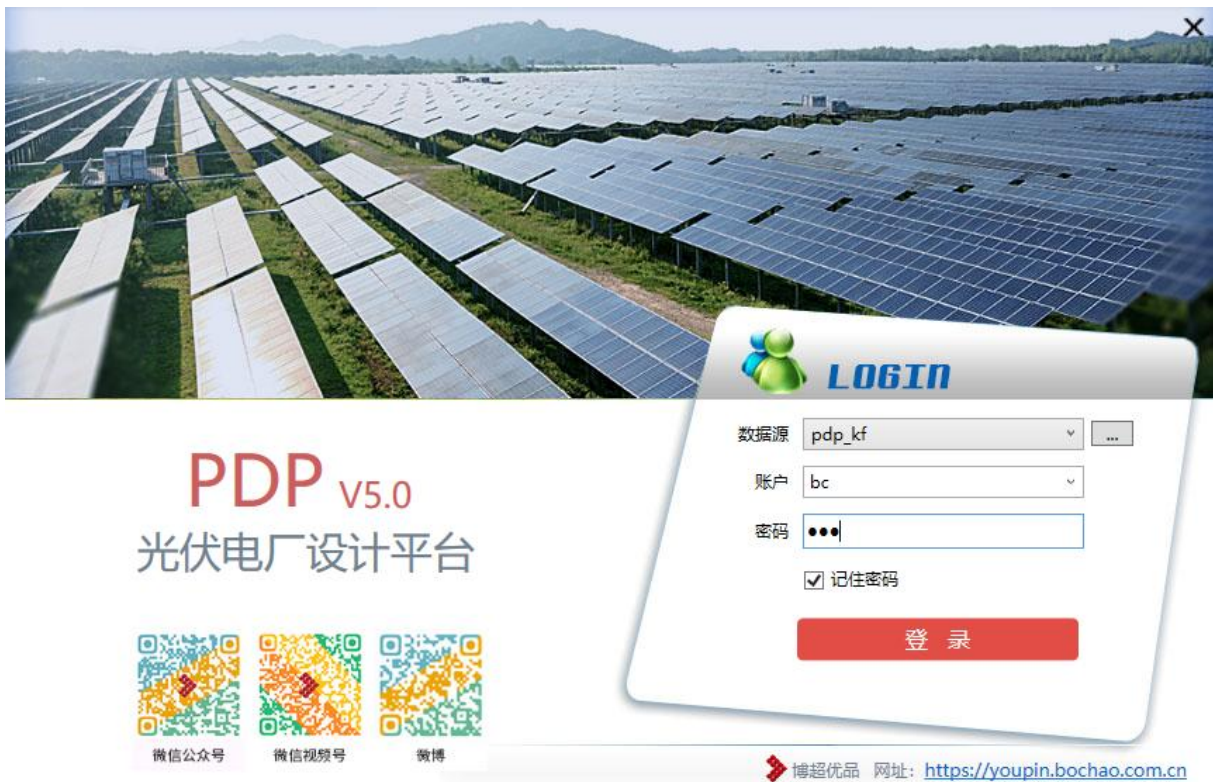 LOGIN
数据源 pdp_kf ...
账户 bc
密码 ●●●
记住密码
登 录
PDP V5.0
光伏电厂设计平台
微信公众号 微信视频号 微博
博超优品 网址：https://youpin.bochao.com.cn